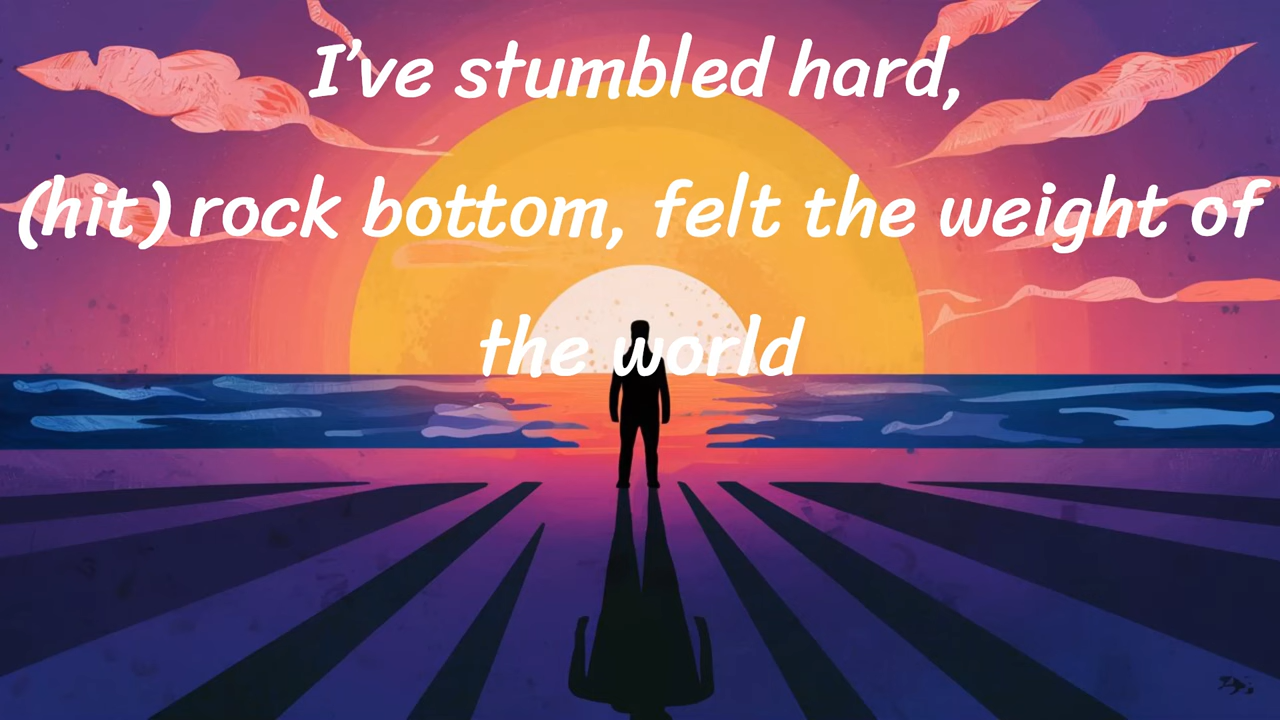 I’ve stumbled hard,
(hit) rock bottom, felt the weight of
the world